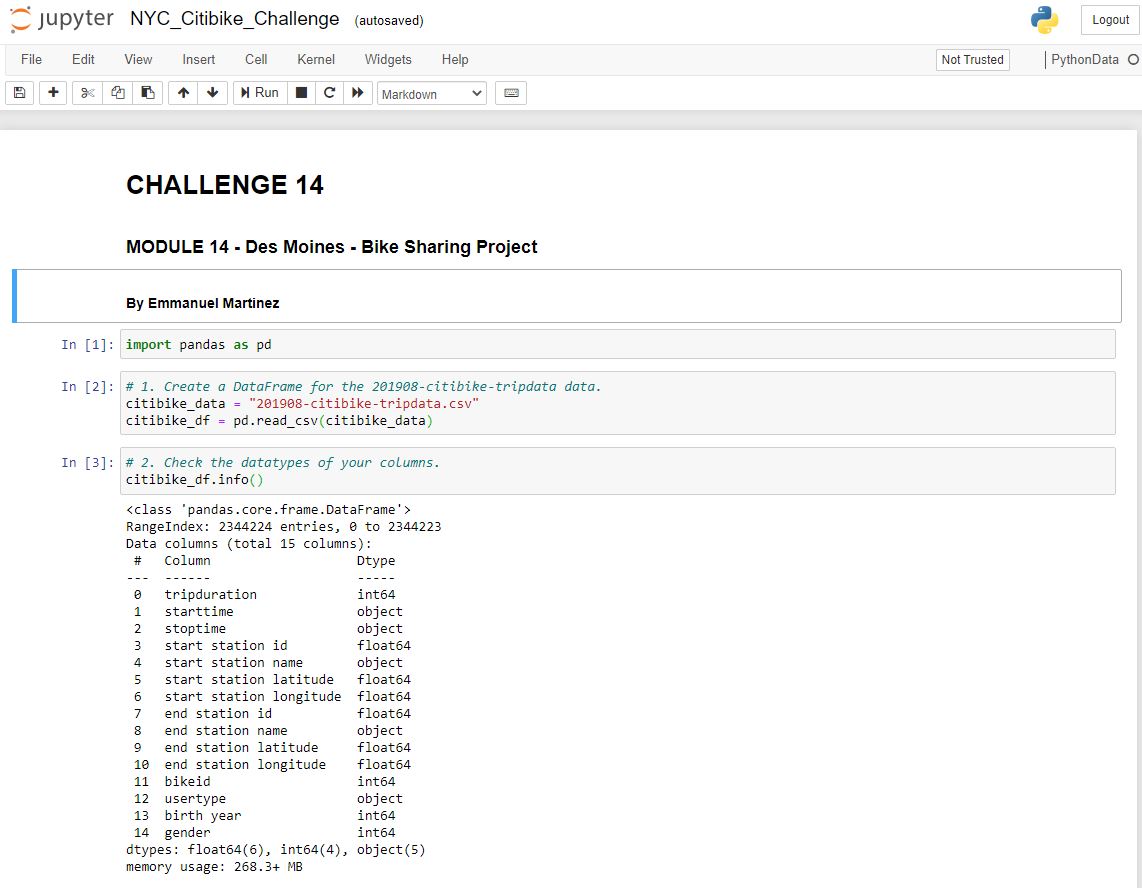 jupyter NYC_Citibike_Challenge (autosaved) Logout
File Edit View Insert Cell Kernel Widgets Help Not Trusted PythonData
Run Markdown
CHALLENGE 14
MODULE 14 - Des Moines - Bike Sharing Project
By Emmanuel Martinez
In [1]: import pandas as pd
In [2]: # 1. Create a DataFrame for the 201908-citibike-tripdata data.
citibike_data = "201908-citibike-tripdata.csv"
citibike_df = pd.read_csv(citibike_data)
In [3]: # 2. Check the datatypes of your columns.
citibike_df.info()
<class 'pandas.core.frame.DataFrame'>
RangeIndex: 2344224 entries, 0 to 2344223
Data columns (total 15 columns):
 #   Column                   Dtype
---  ------                   -----
 0   tripduration             int64
 1   starttime                object
 2   stoptime                 object
 3   start station id         float64
 4   start station name       object
 5   start station latitude   float64
 6   start station longitude  float64
 7   end station id           float64
 8   end station name         object
 9   end station latitude     float64
 10  end station longitude    float64
 11  bikeid                   int64
 12  usertype                 object
 13  birth year               int64
 14  gender                   int64
dtypes: float64(6), int64(4), object(5)
memory usage: 268.3+ MB